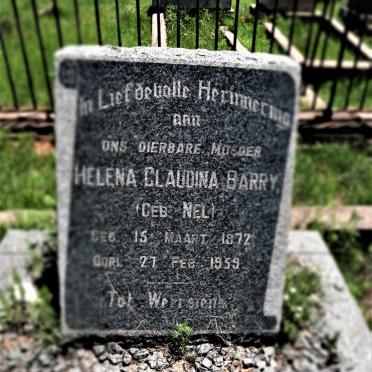 In Liefdevolle Herinnering
aan
ONS DIERBARE MOEDER
HELENA CLAUDINA BARRY
(GEB. NEL)
GEB. 15 MAART 1872
OORL. 27 FEB. 1959
Tot Weersiens